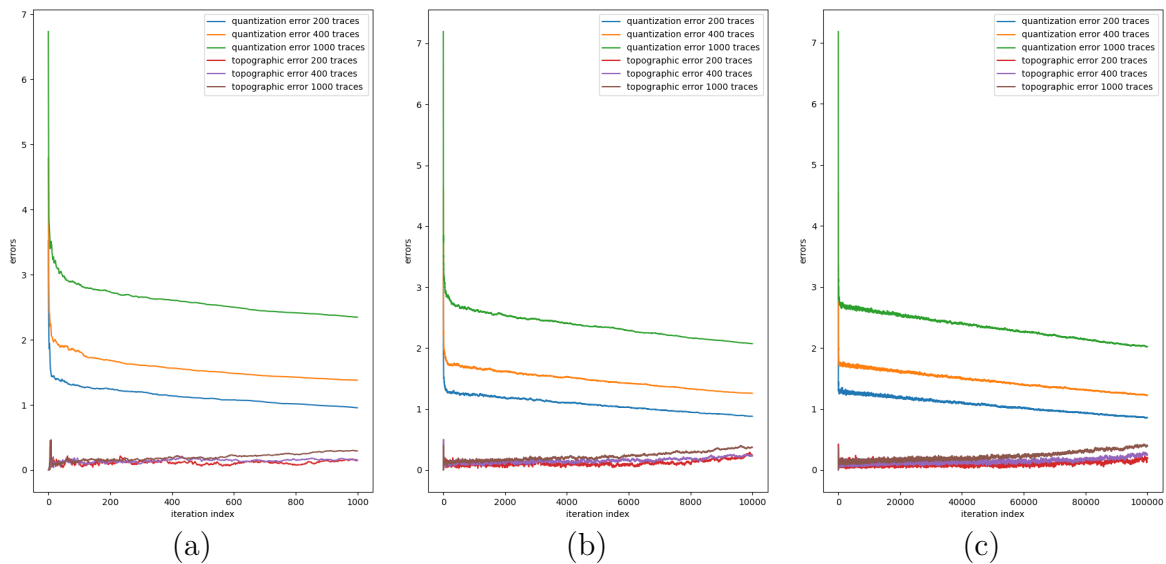 quantization error 200 traces
quantization error 400 traces
quantization error 1000 traces
topographic error 200 traces
topographic error 400 traces
topographic error 1000 traces
7
6
5
4
3
2
1
0
errors
0 200 400 600 800 1000
iteration index
(a)
quantization error 200 traces
quantization error 400 traces
quantization error 1000 traces
topographic error 200 traces
topographic error 400 traces
topographic error 1000 traces
7
6
5
4
3
2
1
0
errors
0 2000 4000 6000 8000 10000
iteration index
(b)
quantization error 200 traces
quantization error 400 traces
quantization error 1000 traces
topographic error 200 traces
topographic error 400 traces
topographic error 1000 traces
7
6
5
4
3
2
1
0
errors
0 20000 40000 60000 80000 100000
iteration index
(c)